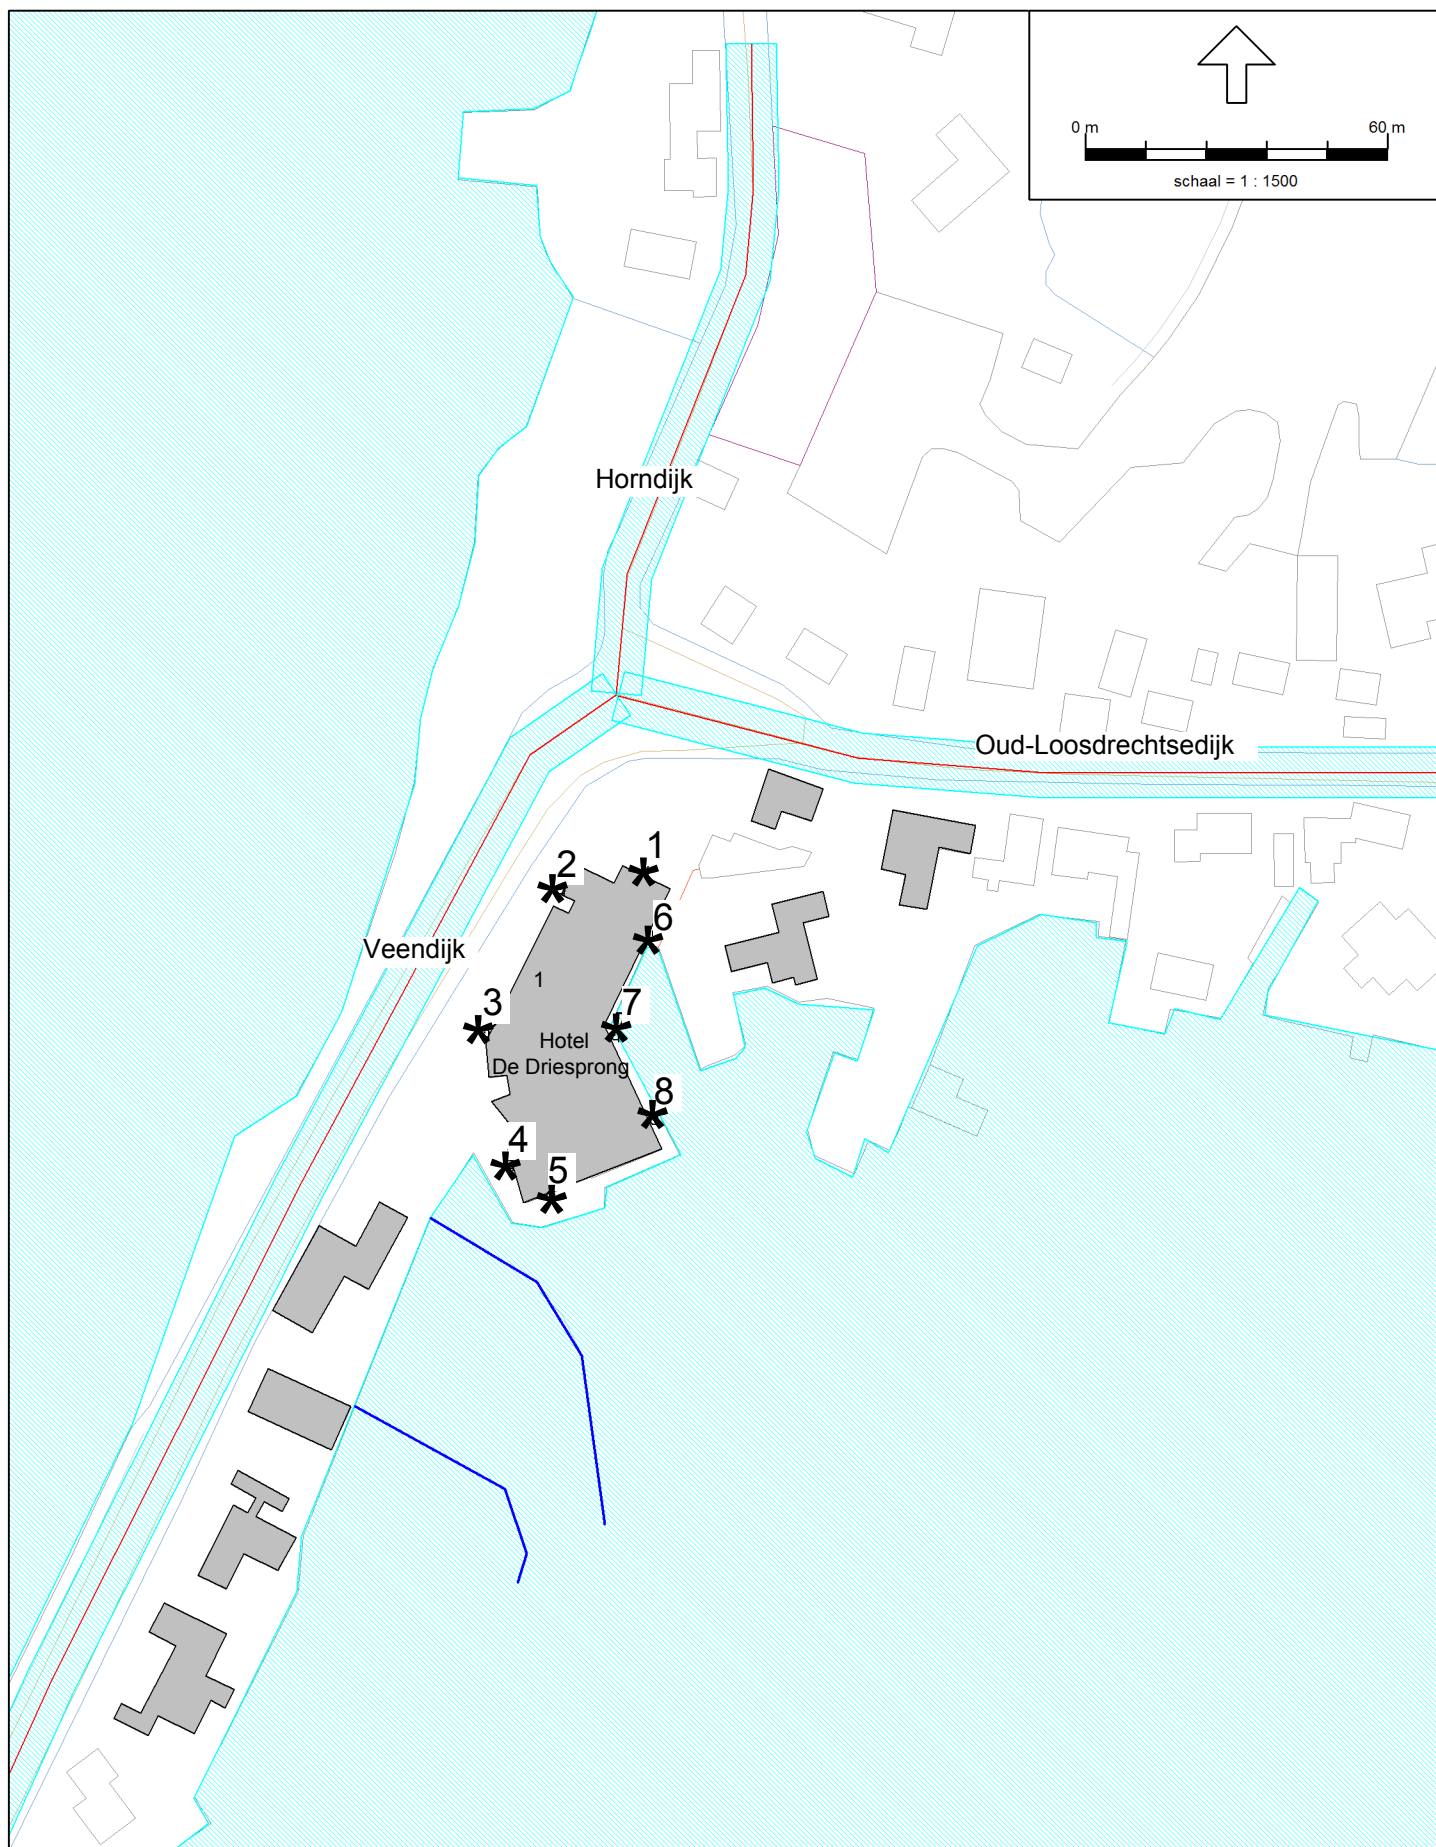 0 m 60 m
schaal = 1 : 1500
Horndijk
Oud-Loosdrechtsedijk
1
2
6
Veendijk
1
3
7
Hotel
De Driesprong
8
4
5